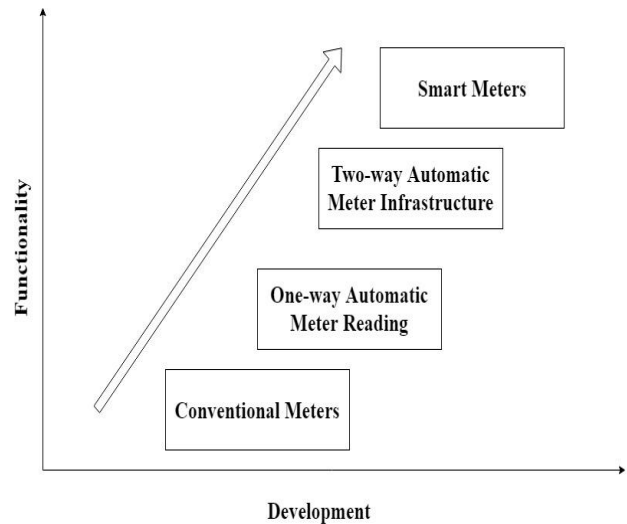 Smart Meters
Two-way Automatic
Meter Infrastructure
One-way Automatic
Meter Reading
Conventional Meters
Functionality
Development